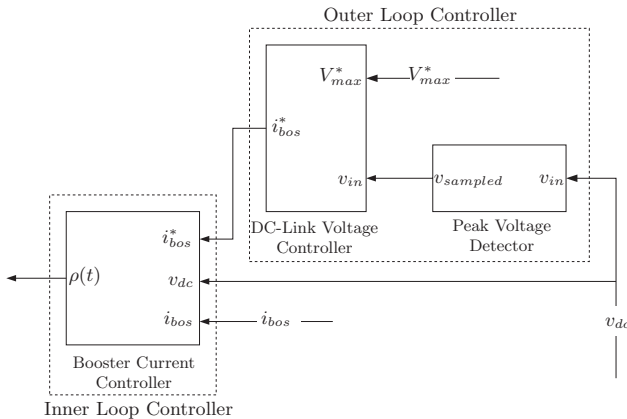 Outer Loop Controller
V*max
V*max
i*bos
vin
vsampled
vin
DC-Link Voltage
Controller
Peak Voltage
Detector
i*bos
ρ(t)
vdc
ibos
ibos
vdc
Booster Current
Controller
Inner Loop Controller